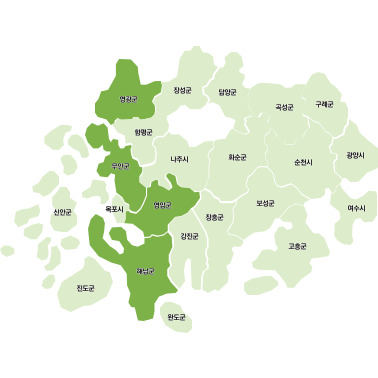 영광군
장성군
담양군
곡성군
구례군
함평군
나주시
화순군
순천시
광양시
무안군
영암군
신안군
목포시
장흥군
보성군
여수시
강진군
고흥군
해남군
진도군
완도군